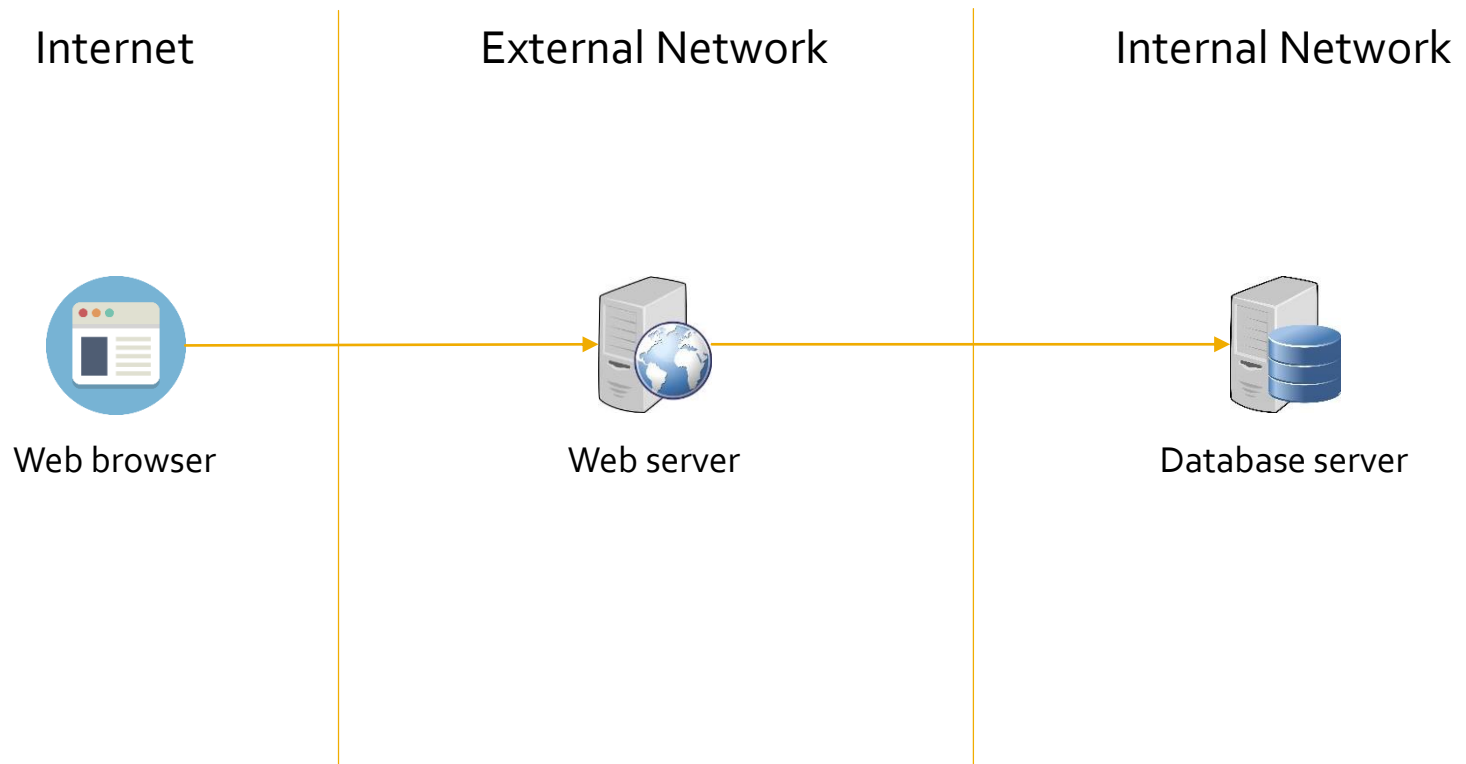 Internet
External Network
Internal Network
Web browser
Web server
Database server